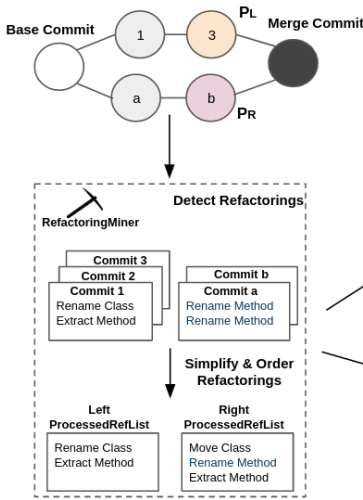 Base Commit
1
3
PL
Merge Commit
a
b
PR
Detect Refactorings
RefactoringMiner
Commit 3
Commit 2
Commit 1
Rename Class
Extract Method
Commit b
Commit a
Rename Method
Rename Method
Simplify & Order
Refactorings
Left
ProcessedRefList
Rename Class
Extract Method
Right
ProcessedRefList
Move Class
Rename Method
Extract Method